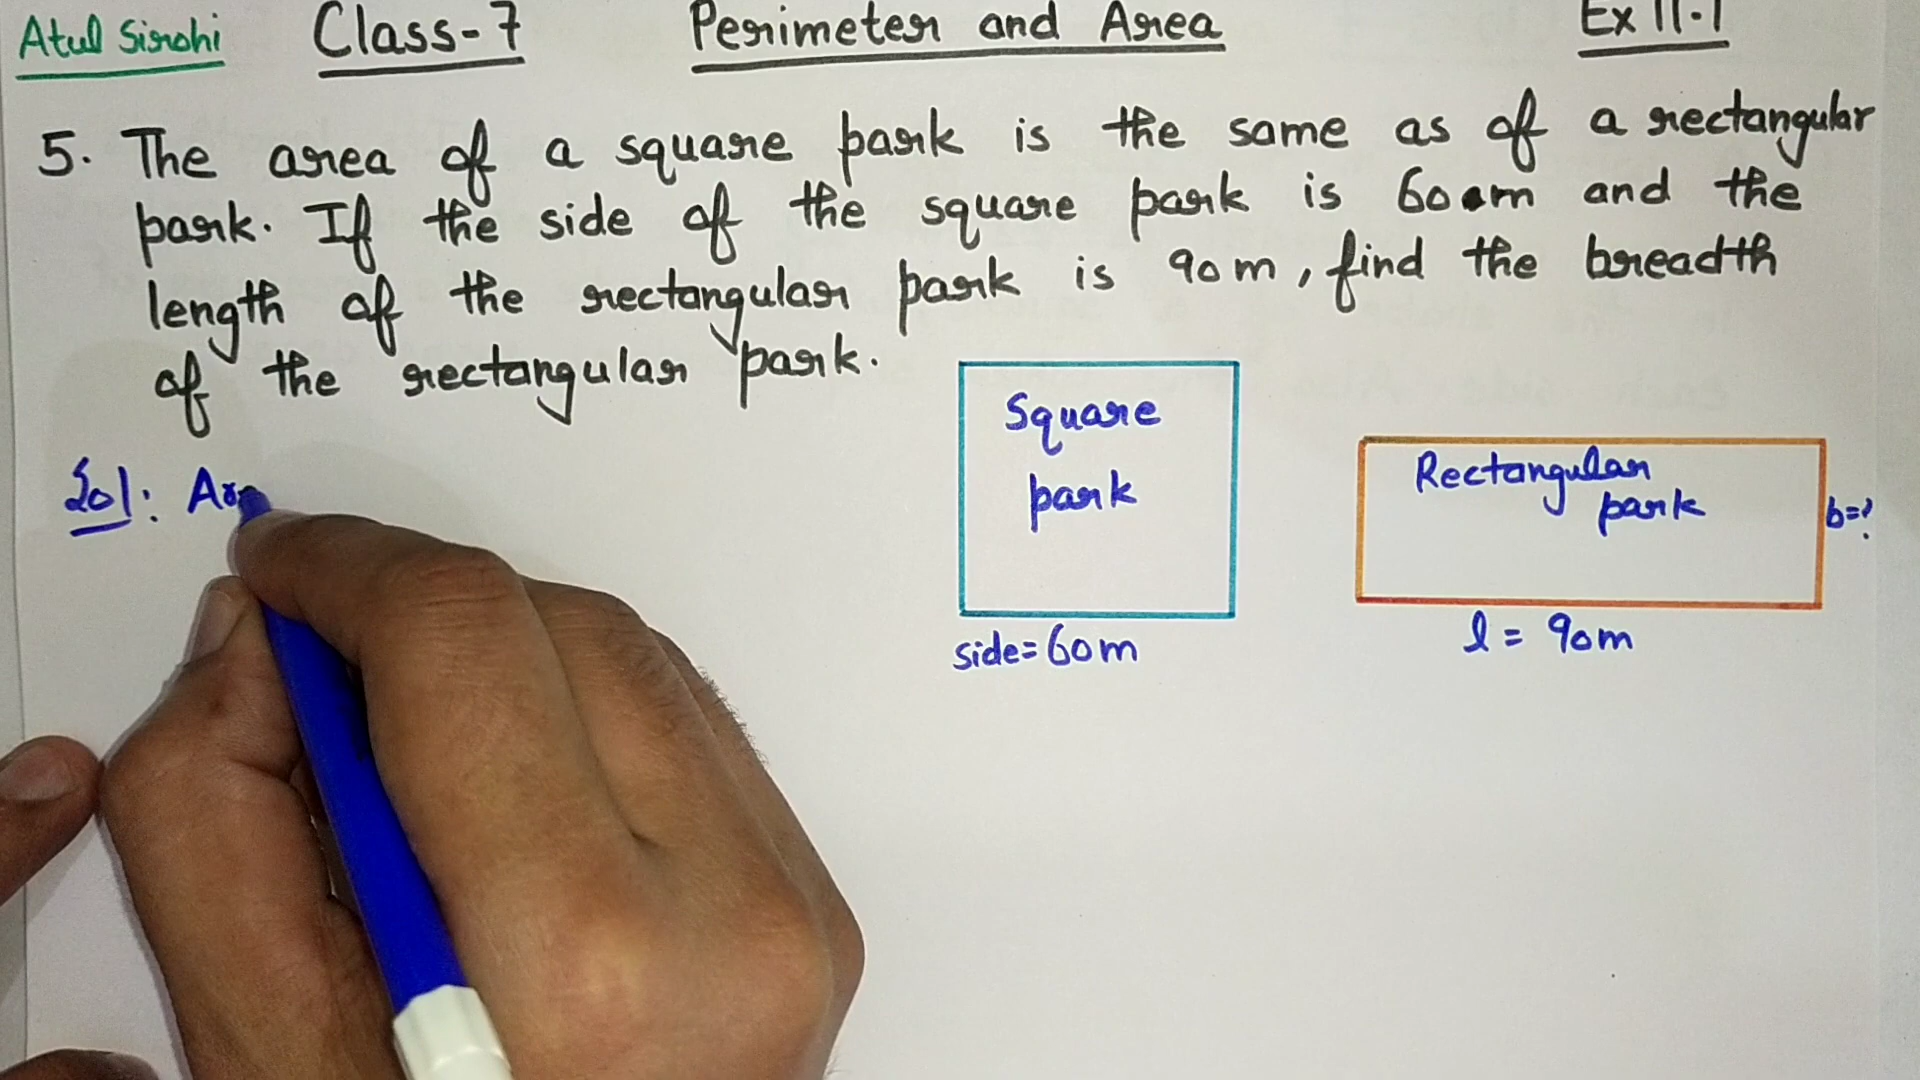 Atul Sirohi Class-7 Perimeter and Area Ex 11.1
5. The area of a square park is the same as of a rectangular
park. If the side of the square park is 60 m and the
length of the rectangular park is 90m, find the breadth
of the rectangular park.
Square
park
side=60m
Rectangular
park
b=?
l = 90m
Sol: Are